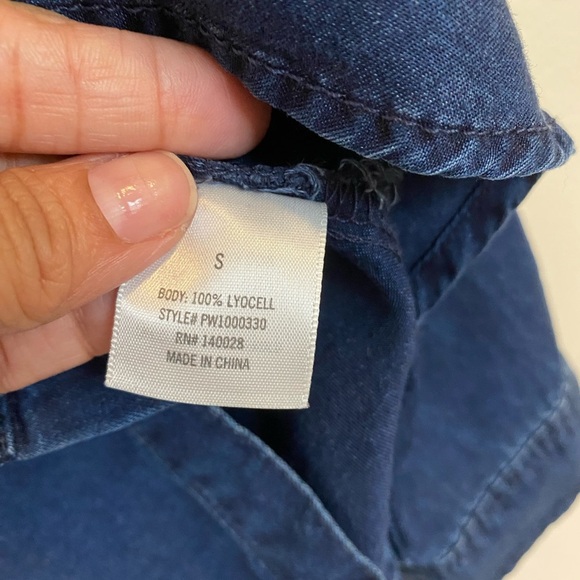 S
BODY: 100% LYOCELL
STYLE# PW1000330
RN# 140028
MADE IN CHINA